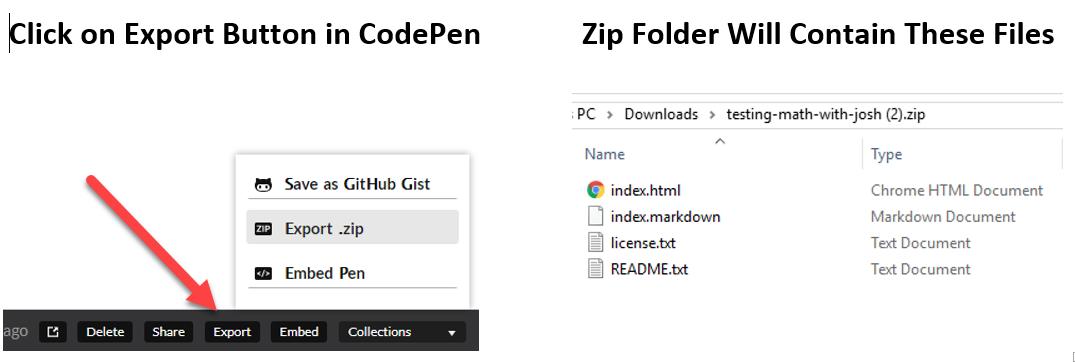 Click on Export Button in CodePen
Save as GitHub Gist
ZIP Export .zip
</> Embed Pen
ago Delete Share Export Embed Collections
Zip Folder Will Contain These Files
PC > Downloads > testing-math-with-josh (2).zip
Name Type
index.html Chrome HTML Document
index.markdown Markdown Document
license.txt Text Document
README.txt Text Document